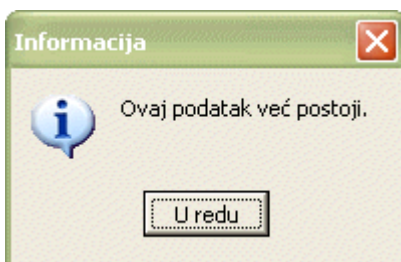 Informacija
Ovaj podatak već postoji.
U redu